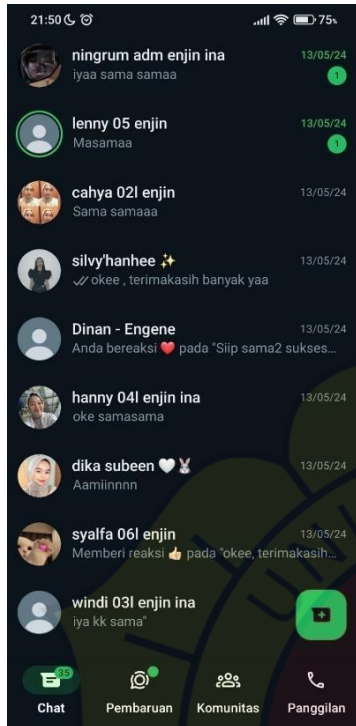 21:50 75%
ningrum adm enjin ina 13/05/24
iyaa sama samaa 1
lenny 05 enjin 13/05/24
Masamaa 1
cahya 02l enjin 13/05/24
Sama samaaa
silvy'hanhee ✨ 13/05/24
okee , terimakasih banyak yaa
Dinan - Engene 13/05/24
Anda bereaksi ❤️ pada "Siip sama2 sukses...
hanny 04l enjin ina 13/05/24
oke samasama
dika subeen 🤍🐰 13/05/24
Aamiinnnn
syalfa 06l enjin 13/05/24
Memberi reaksi 👍 pada "okee, terimakasih...
windi 03l enjin ina
iya kk sama"
35
Chat Pembaruan Komunitas Panggilan